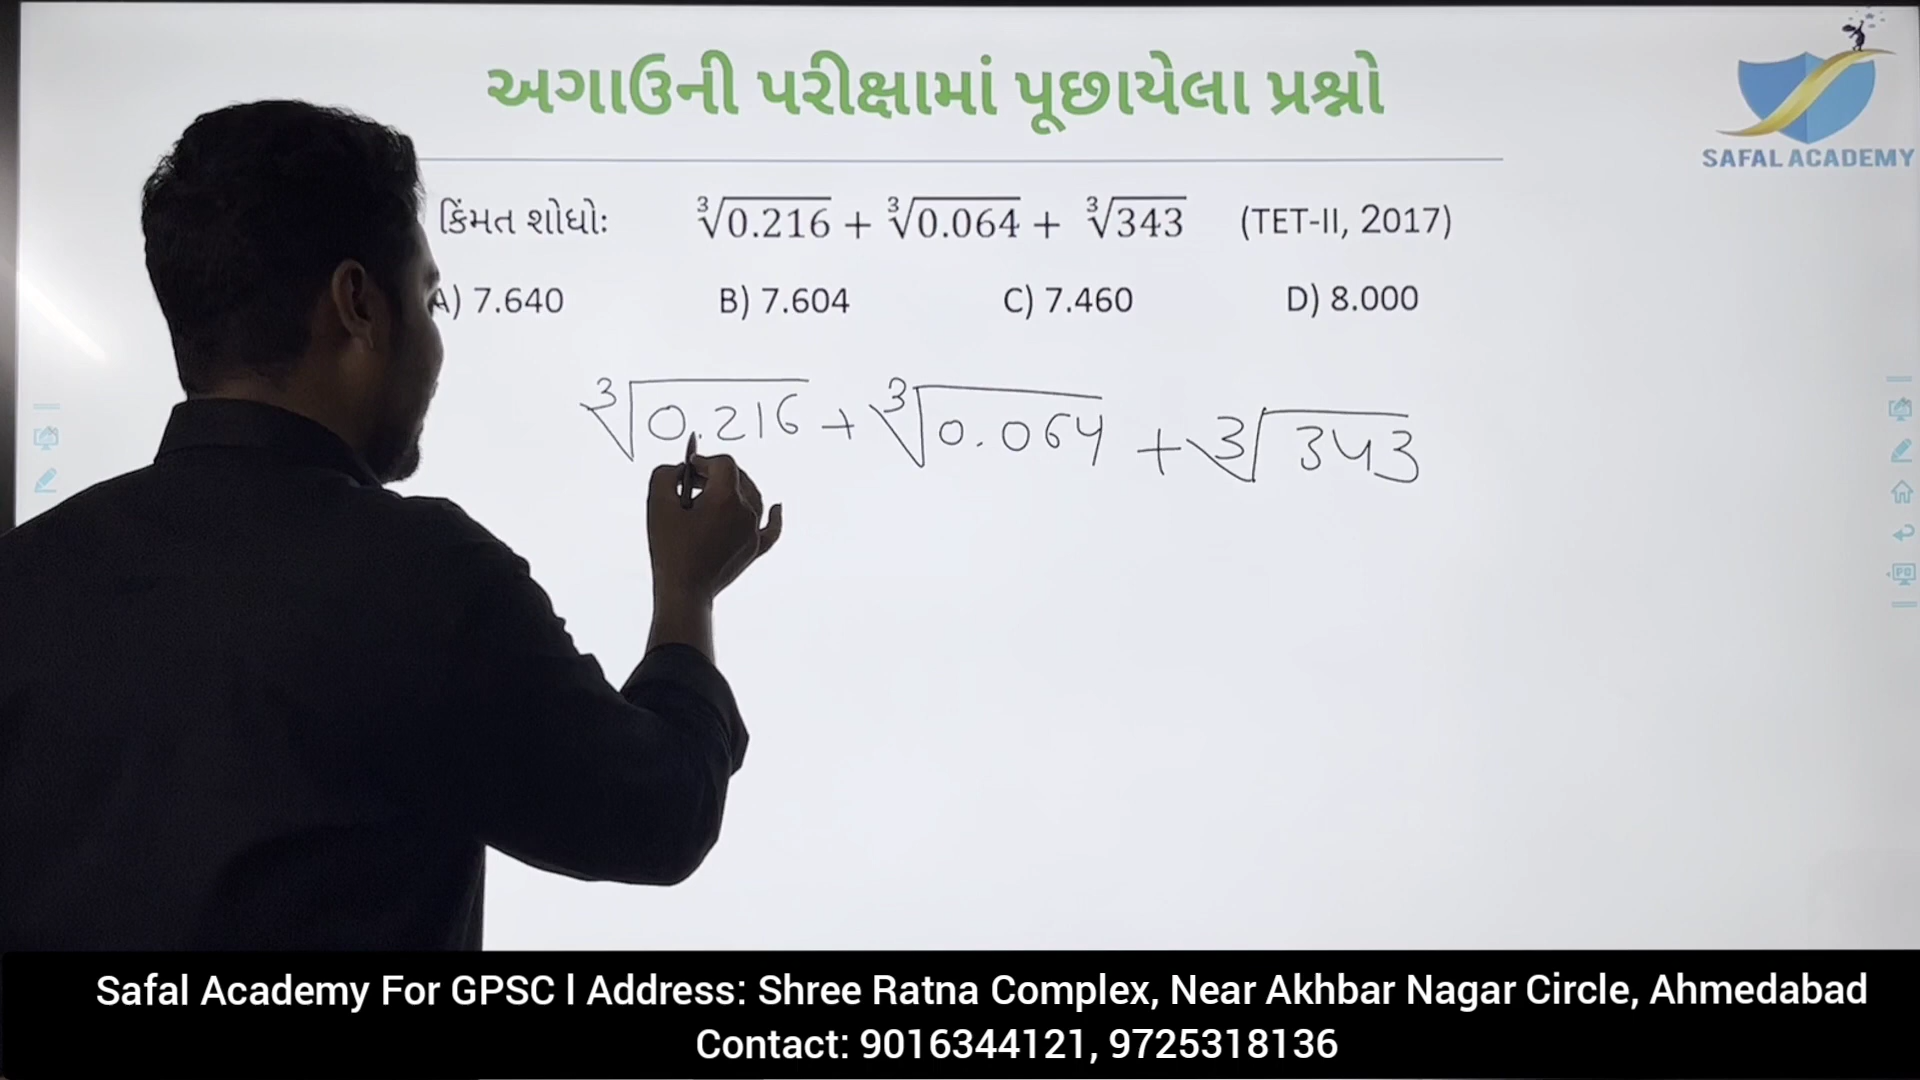 અગાઉની પરીક્ષામાં પૂછાયેલા પ્રશ્નો
SAFAL ACADEMY
કિંમત શોધોઃ ∛0.216 + ∛0.064 + ∛343 (TET-II, 2017)
A) 7.640 B) 7.604 C) 7.460 D) 8.000
∛0.216 + ∛0.064 + ∛343
Safal Academy For GPSC l Address: Shree Ratna Complex, Near Akhbar Nagar Circle, Ahmedabad
Contact: 9016344121, 9725318136